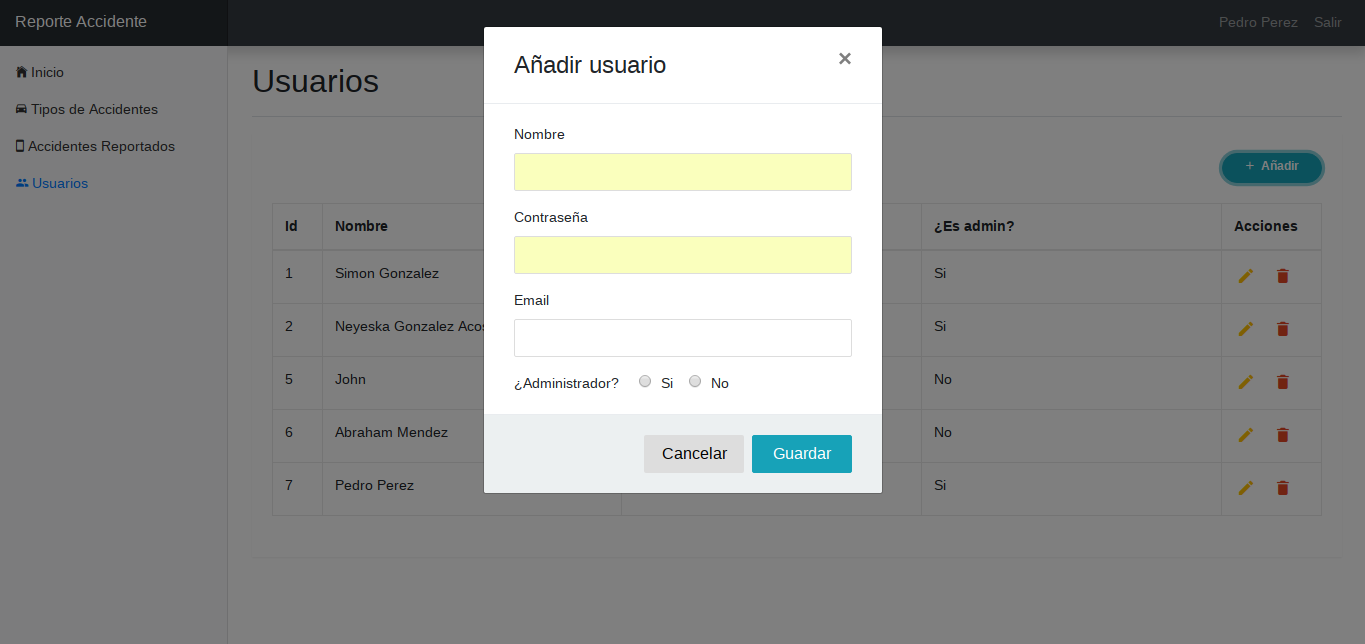 Reporte Accidente
Pedro Perez Salir
Inicio
Tipos de Accidentes
Accidentes Reportados
Usuarios
Usuarios
+ Añadir
Id Nombre ¿Es admin? Acciones
1 Simon Gonzalez Si
2 Neyeska Gonzalez Si
5 John No
6 Abraham Mendez No
7 Pedro Perez Si
Añadir usuario ×
Nombre
Contraseña
Email
¿Administrador? Si No
Cancelar Guardar